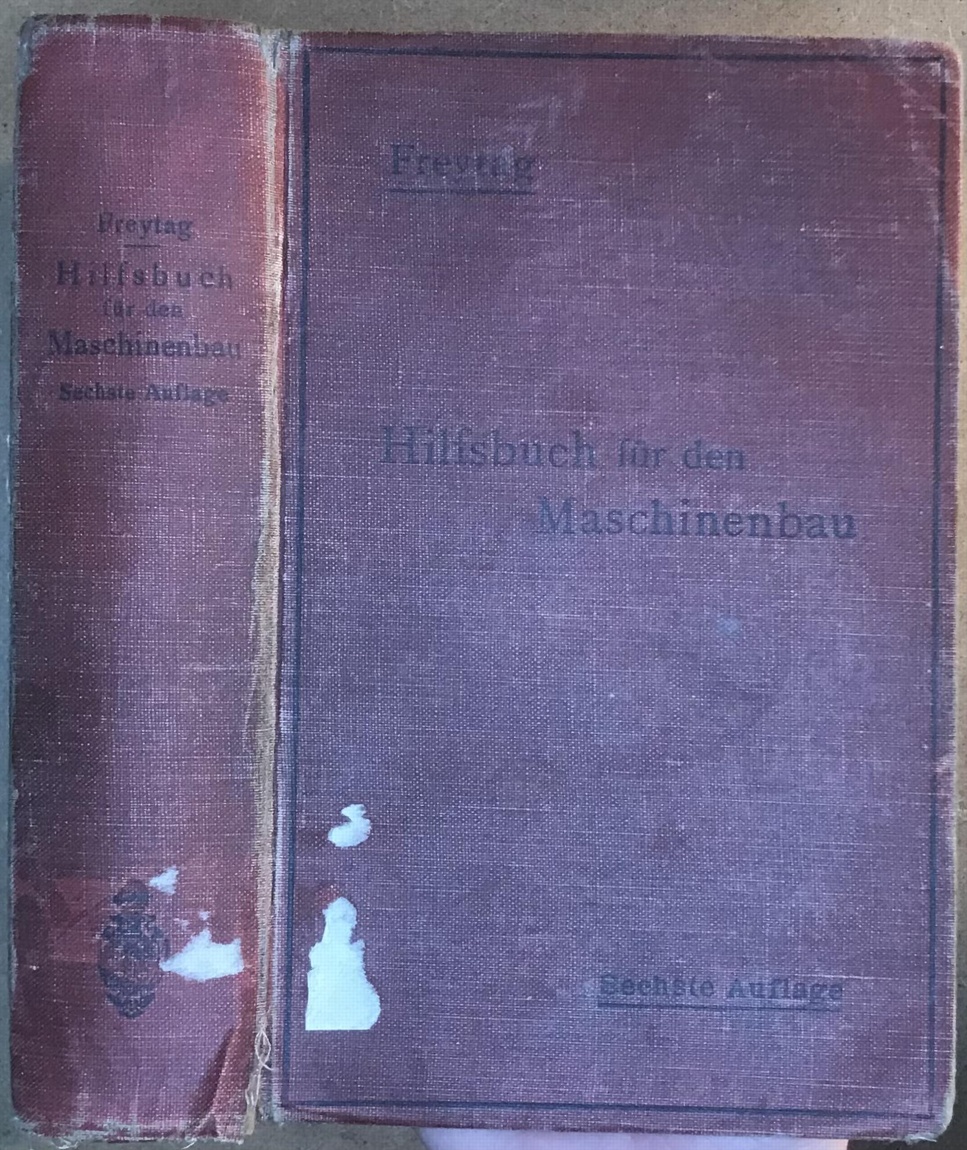 Freytag
Hilfsbuch
für den
Maschinenbau
Sechste Auflage
Freytag
Hilfsbuch für den
Maschinenbau
Sechste Auflage